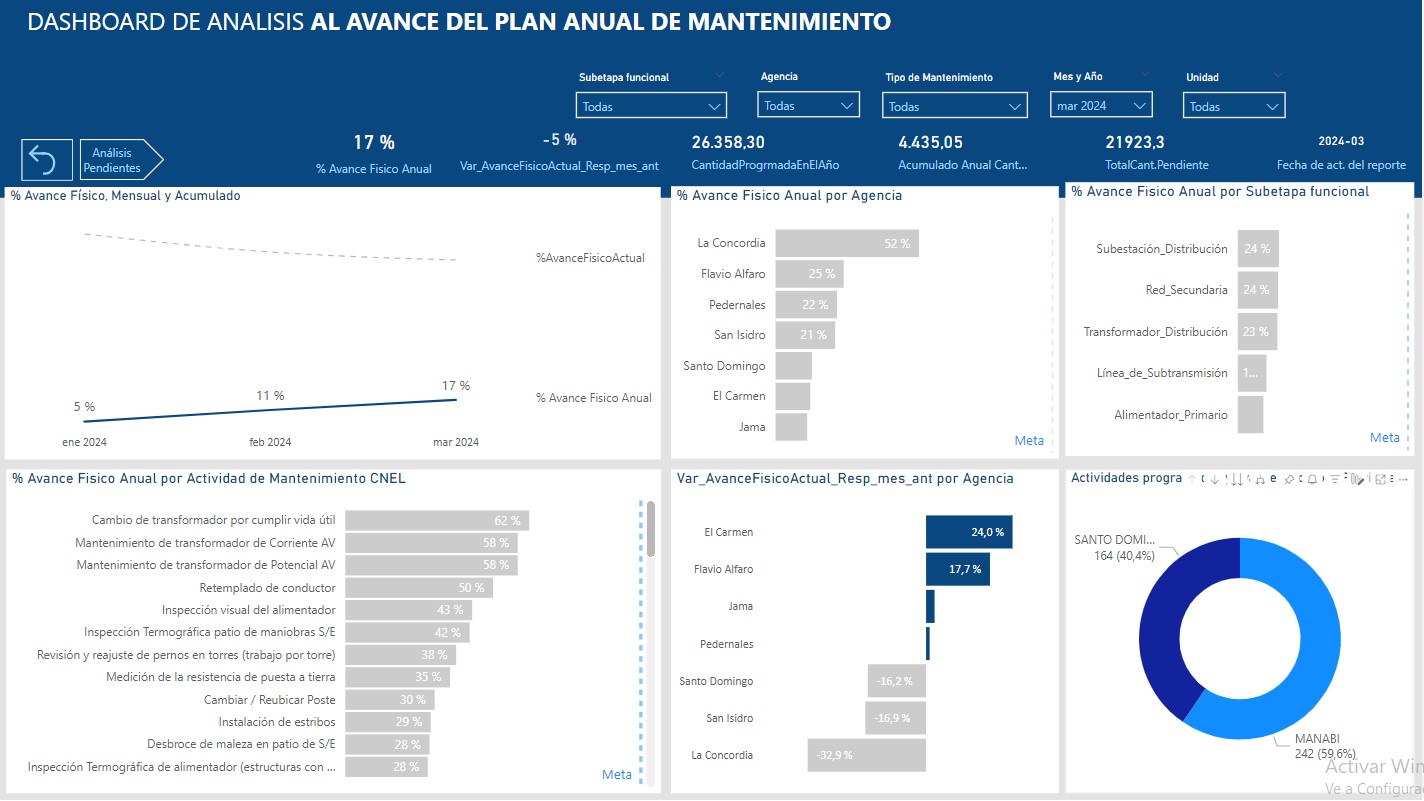 DASHBOARD DE ANALISIS AL AVANCE DEL PLAN ANUAL DE MANTENIMIENTO
Subetapa funcional
Todas
Agencia
Todas
Tipo de Mantenimiento
Todas
Mes y Año
mar 2024
Unidad
Todas
Análisis
Pendientes
17 %
% Avance Fisico Anual
-5 %
Var_AvanceFisicoActual_Resp_mes_ant
26.358,30
CantidadProgrmadaEnElAño
4.435,05
Acumulado Anual Cant...
21923,3
TotalCant.Pendiente
2024-03
Fecha de act. del reporte
% Avance Físico, Mensual y Acumulado
%AvanceFisicoActual
5 %
11 %
17 %
% Avance Fisico Anual
ene 2024
feb 2024
mar 2024
% Avance Fisico Anual por Agencia
La Concordia 52 %
Flavio Alfaro 25 %
Pedernales 22 %
San Isidro 21 %
Santo Domingo
El Carmen
Jama
Meta
% Avance Fisico Anual por Subetapa funcional
Subestación_Distribución 24 %
Red_Secundaria 24 %
Transformador_Distribución 23 %
Línea_de_Subtransmisión 1...
Alimentador_Primario
Meta
% Avance Fisico Anual por Actividad de Mantenimiento CNEL
Cambio de transformador por cumplir vida útil 62 %
Mantenimiento de transformador de Corriente AV 58 %
Mantenimiento de transformador de Potencial AV 58 %
Retemplado de conductor 50 %
Inspección visual del alimentador 43 %
Inspección Termográfica patio de maniobras S/E 42 %
Revisión y reajuste de pernos en torres (trabajo por torre) 38 %
Medición de la resistencia de puesta a tierra 35 %
Cambiar / Reubicar Poste 30 %
Instalación de estribos 29 %
Desbroce de maleza en patio de S/E 28 %
Inspección Termográfica de alimentador (estructuras con ... 28 %
Meta
Var_AvanceFisicoActual_Resp_mes_ant por Agencia
El Carmen 24,0 %
Flavio Alfaro 17,7 %
Jama
Pedernales
Santo Domingo -16,2 %
San Isidro -16,9 %
La Concordia -32,9 %
Actividades progra
SANTO DOMI...
164 (40,4%)
MANABI
242 (59,6%)
Activar Win
Ve a Configura